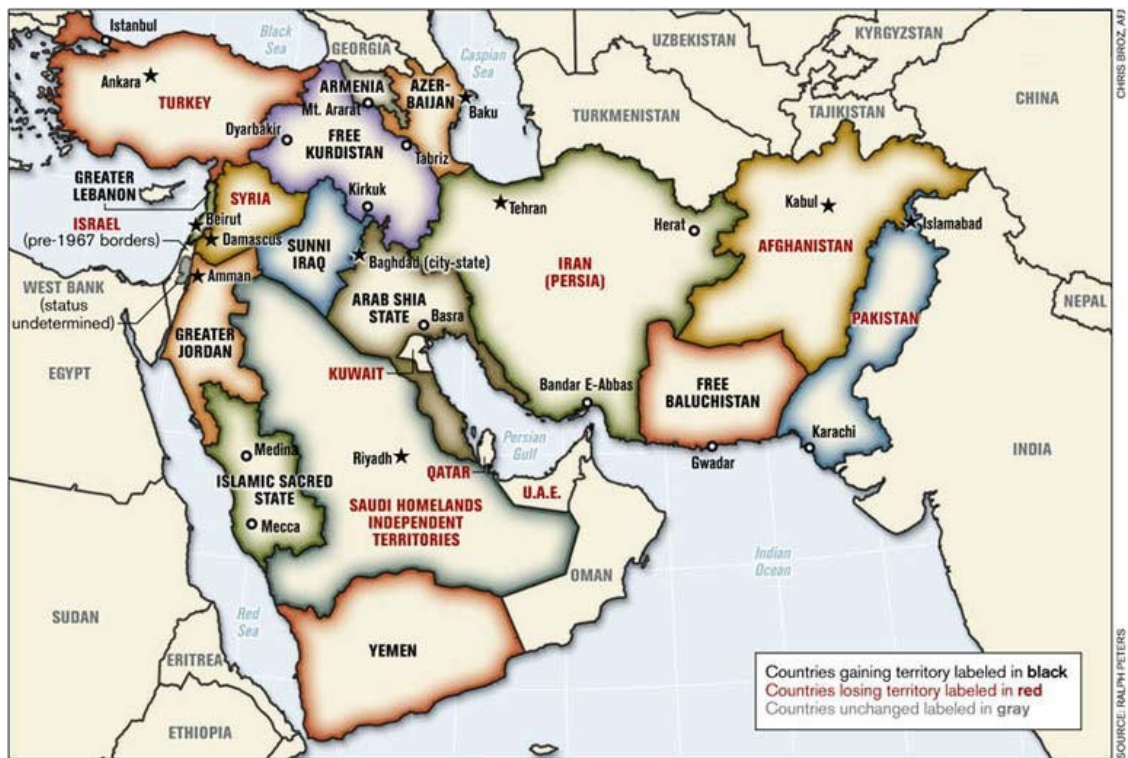 Istanbul
Black
Sea
GEORGIA
Caspian
Sea
UZBEKISTAN
KYRGYZSTAN
CHRIS BROZ, AFJ
Ankara
TURKEY
ARMENIA
Mt. Ararat
AZER-
BAIJAN
Baku
TURKMENISTAN
TAJIKISTAN
CHINA
Dyarbakir
FREE
KURDISTAN
Tabriz
GREATER
LEBANON
SYRIA
Kirkuk
Tehran
Herat
Kabul
Islamabad
ISRAEL
(pre-1967 borders)
Beirut
Damascus
SUNNI
IRAQ
Baghdad (city-state)
IRAN
(PERSIA)
AFGHANISTAN
WEST BANK
(status
undetermined)
Amman
ARAB SHIA
STATE
Basra
PAKISTAN
NEPAL
GREATER
JORDAN
EGYPT
KUWAIT
Bandar E-Abbas
FREE
BALUCHISTAN
Karachi
Gwadar
INDIA
Medina
ISLAMIC SACRED
STATE
Mecca
Riyadh
Persian
Gulf
QATAR
U.A.E.
SAUDI HOMELANDS
INDEPENDENT
TERRITORIES
OMAN
Indian
Ocean
SUDAN
Red
Sea
YEMEN
ERITREA
ETHIOPIA
Countries gaining territory labeled in black
Countries losing territory labeled in red
Countries unchanged labeled in gray
SOURCE: RALPH PETERS